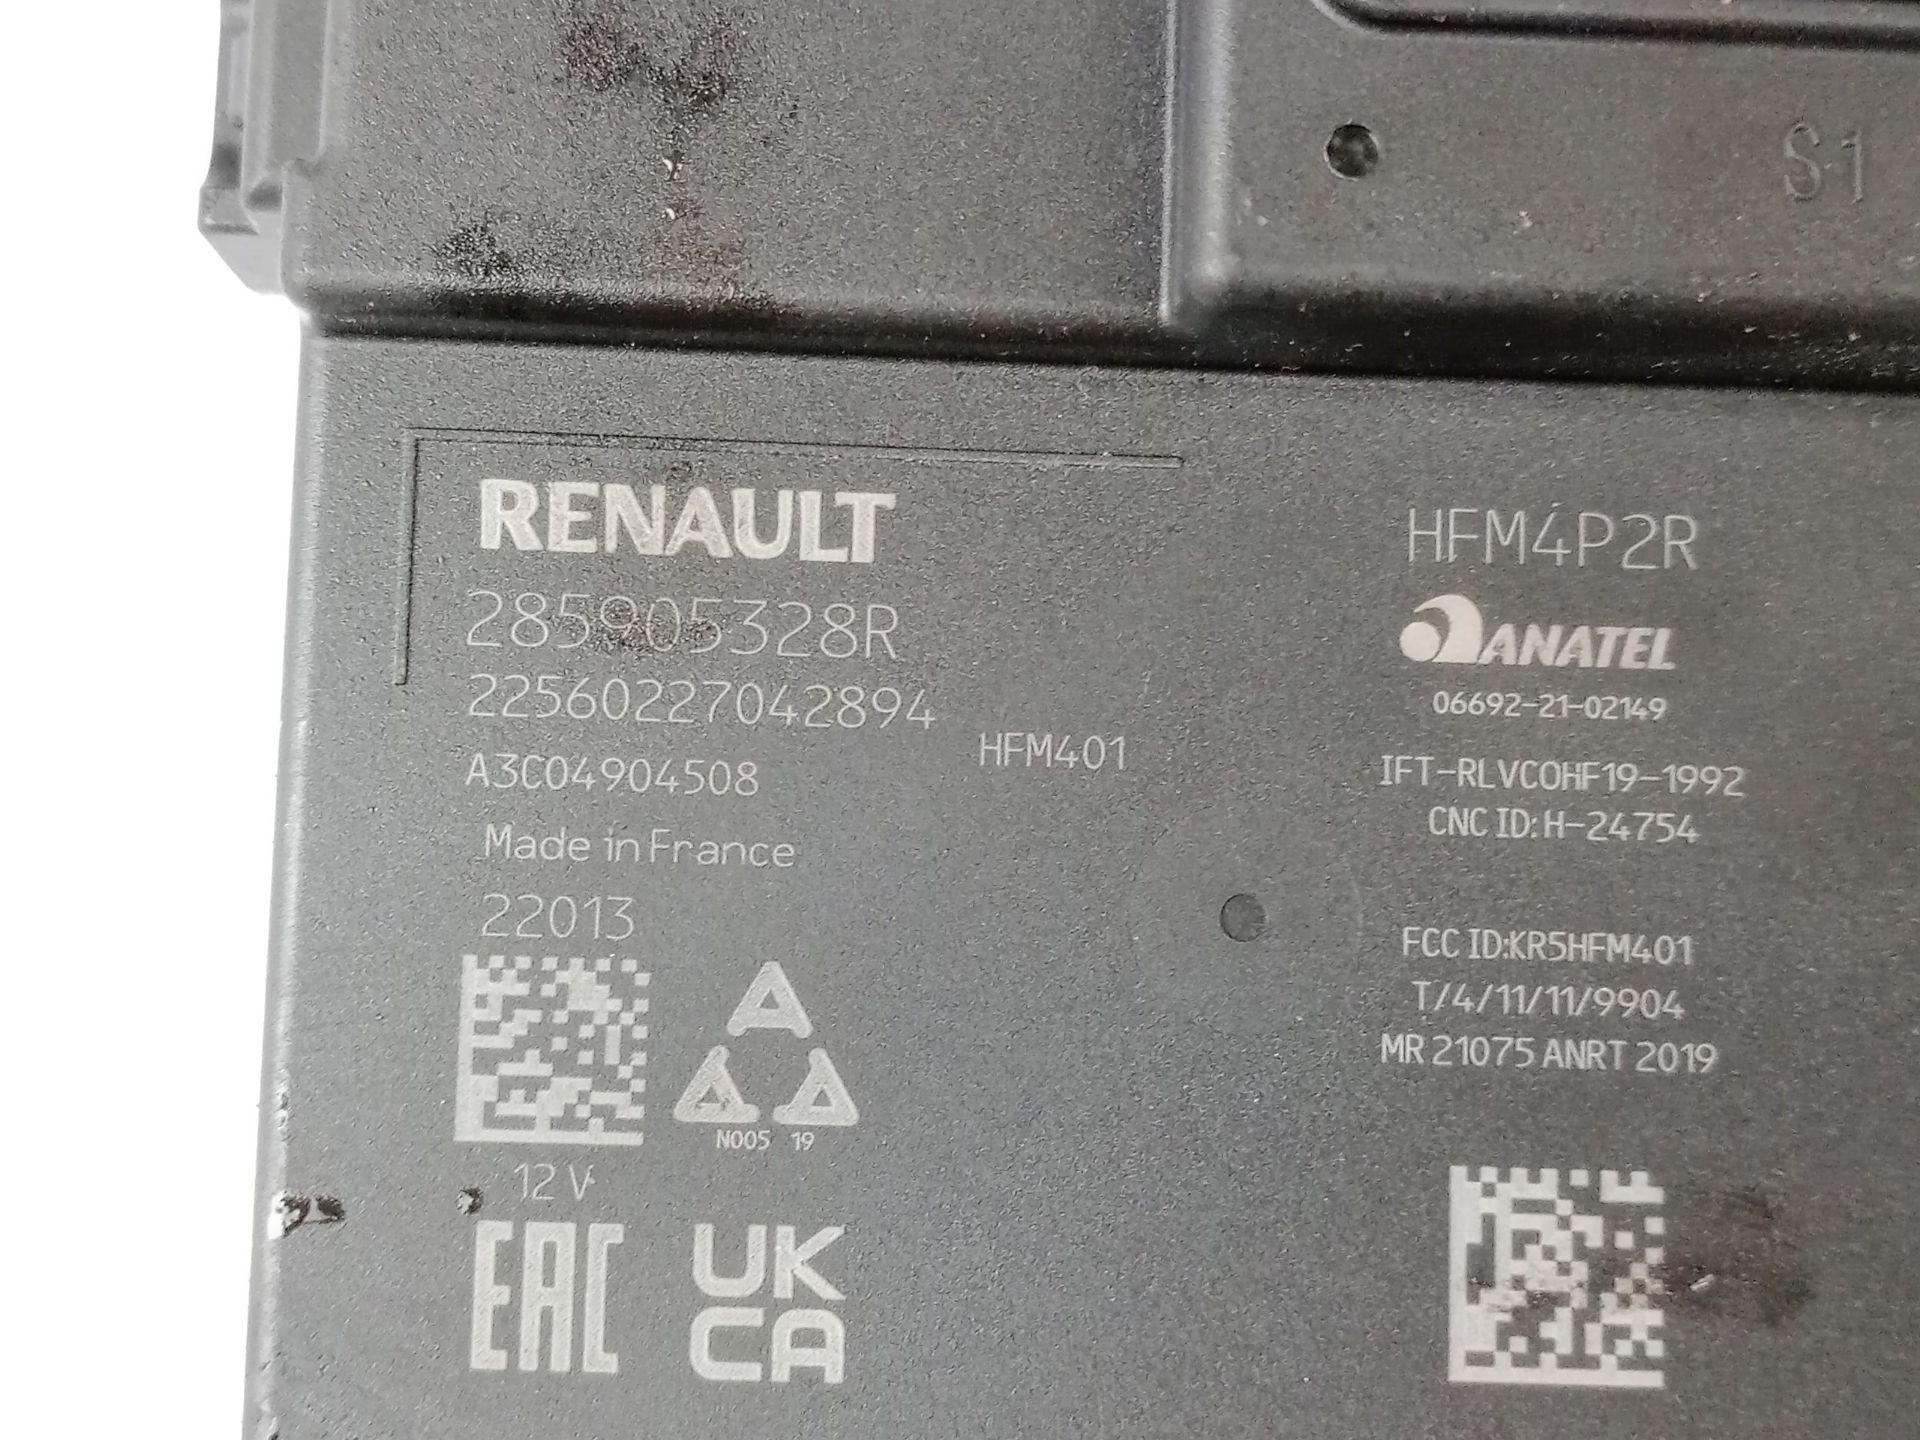 S1
RENAULT
285905328R
22560227042894
A3C04904508
HFM401
Made in France
22013
N005 19
12 V
EAC
UK
CA
HFM4P2R
ANATEL
06692-21-02149
IFT-RLVCOHF19-1992
CNC ID: H-24754
FCC ID:KR5HFM401
T/4/11/11/9904
MR 21075 ANRT 2019